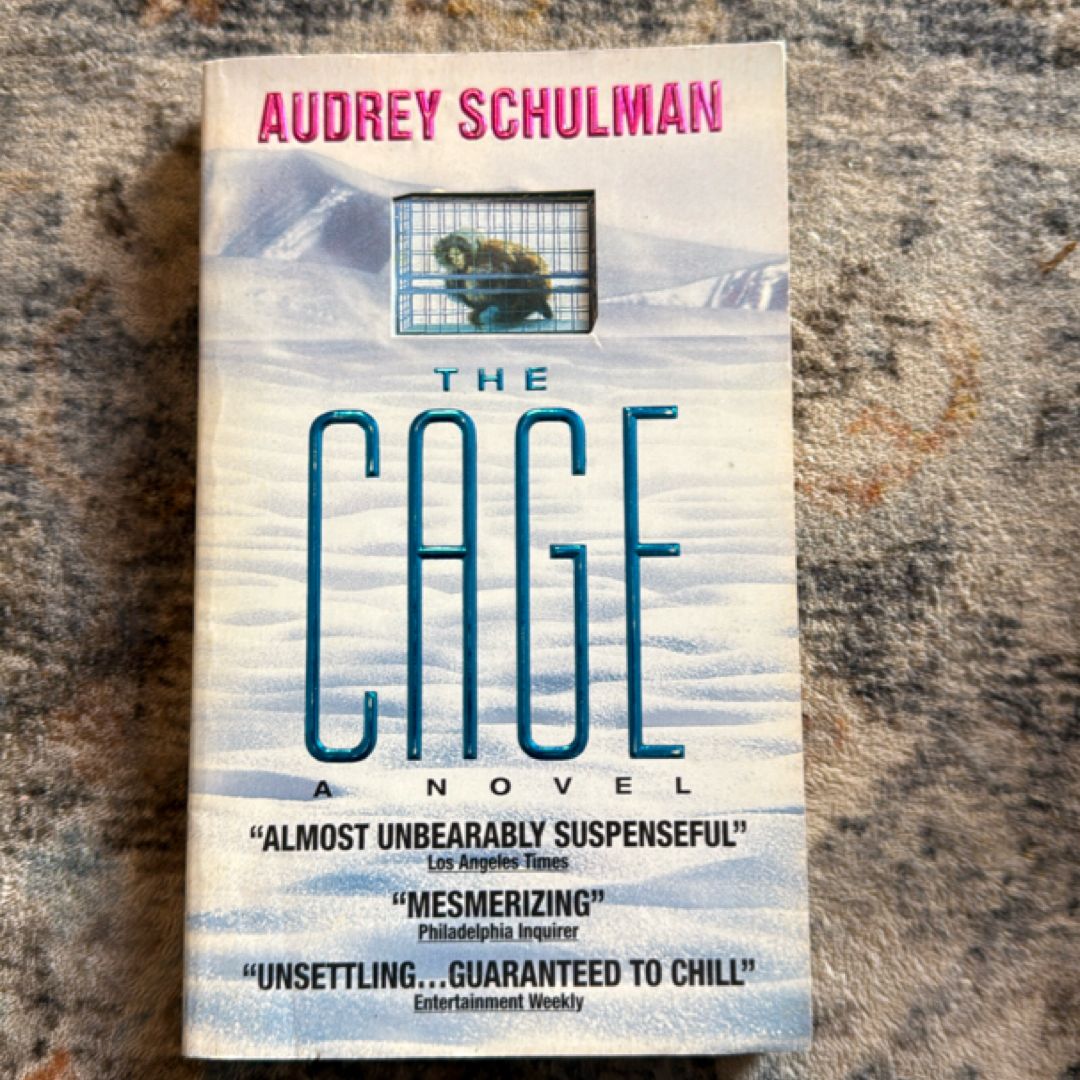 AUDREY SCHULMAN
THE
CAGE
A NOVEL
“ALMOST UNBEARABLY SUSPENSEFUL”
Los Angeles Times
“MESMERIZING”
Philadelphia Inquirer
“UNSETTLING...GUARANTEED TO CHILL”
Entertainment Weekly